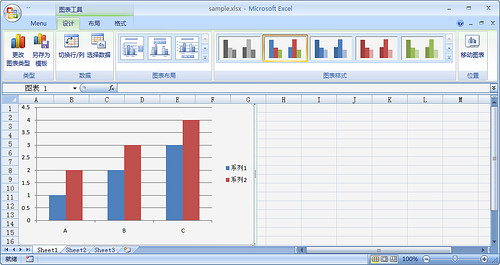 图表工具 sample.xlsx - Microsoft Excel
Menu 设计 布局 格式
更改 另存为 切换行/列 选择数据 移动图表
图表类型 模板
类型 数据 图表布局 图表样式 位置
图表 1 fx
A B C D E F G H I J K L M
1
2
3
4
5
6
7
8
9
10
11
12
13
14
15
16
4.5
4
3.5
3
2.5
2
1.5
1
0.5
0
A B C
系列1
系列2
Sheet1 Sheet2 Sheet3
就绪 100%